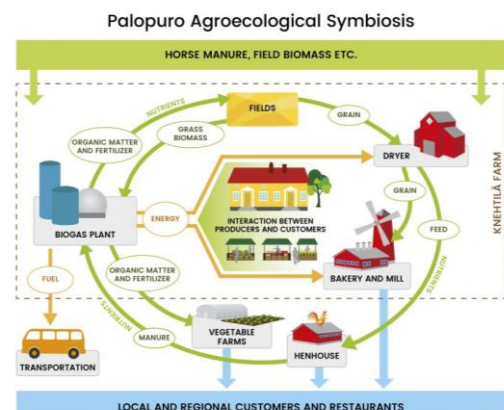 Palopuro Agroecological Symbiosis
HORSE MANURE, FIELD BIOMASS ETC.
NUTRIENTS
FIELDS
GRAIN
ORGANIC MATTER
AND FERTILIZER
GRASS
BIOMASS
DRYER
GRAIN
ENERGY
INTERACTION BETWEEN
PRODUCERS AND CUSTOMERS
BIOGAS PLANT
FEED
KNEHTILÄ FARM
FUEL
ORGANIC MATTER
AND FERTILIZER
BAKERY AND MILL
NUTRIENTS
NUTRIENTS
MANURE
VEGETABLE
FARMS
HENHOUSE
TRANSPORTATION
LOCAL AND REGIONAL CUSTOMERS AND RESTAURANTS